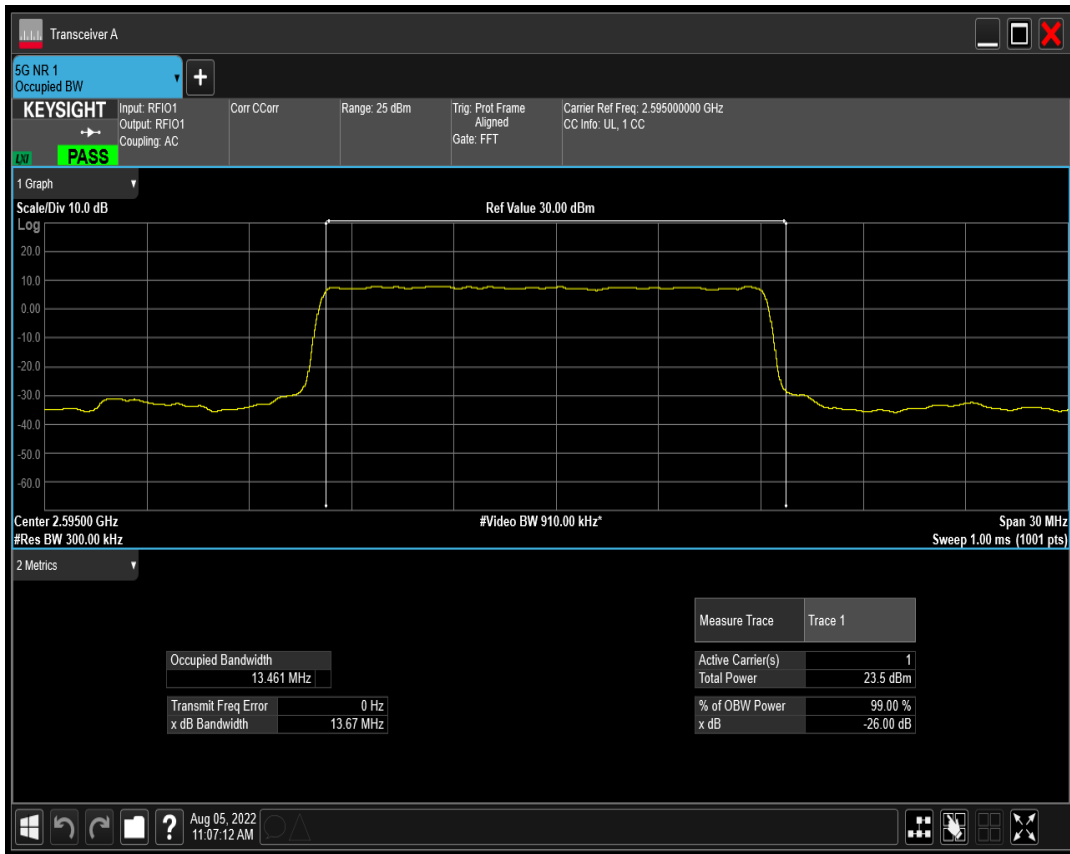 Transceiver A
5G NR 1
Occupied BW
+
KEYSIGHT
LXI
PASS
Input: RFIO1
Output: RFIO1
Coupling: AC
Corr CCorr
Range: 25 dBm
Trig: Prot Frame
Aligned
Gate: FFT
Carrier Ref Freq: 2.595000000 GHz
CC Info: UL, 1 CC
1 Graph
Scale/Div 10.0 dB
Ref Value 30.00 dBm
Log
20.0
10.0
0.00
-10.0
-20.0
-30.0
-40.0
-50.0
-60.0
Center 2.59500 GHz
#Video BW 910.00 kHz*
Span 30 MHz
#Res BW 300.00 kHz
Sweep 1.00 ms (1001 pts)
2 Metrics
Measure Trace Trace 1
Occupied Bandwidth
13.461 MHz
Active Carrier(s) 1
Total Power 23.5 dBm
Transmit Freq Error 0 Hz
x dB Bandwidth 13.67 MHz
% of OBW Power 99.00 %
x dB -26.00 dB
?
Aug 05, 2022
11:07:12 AM